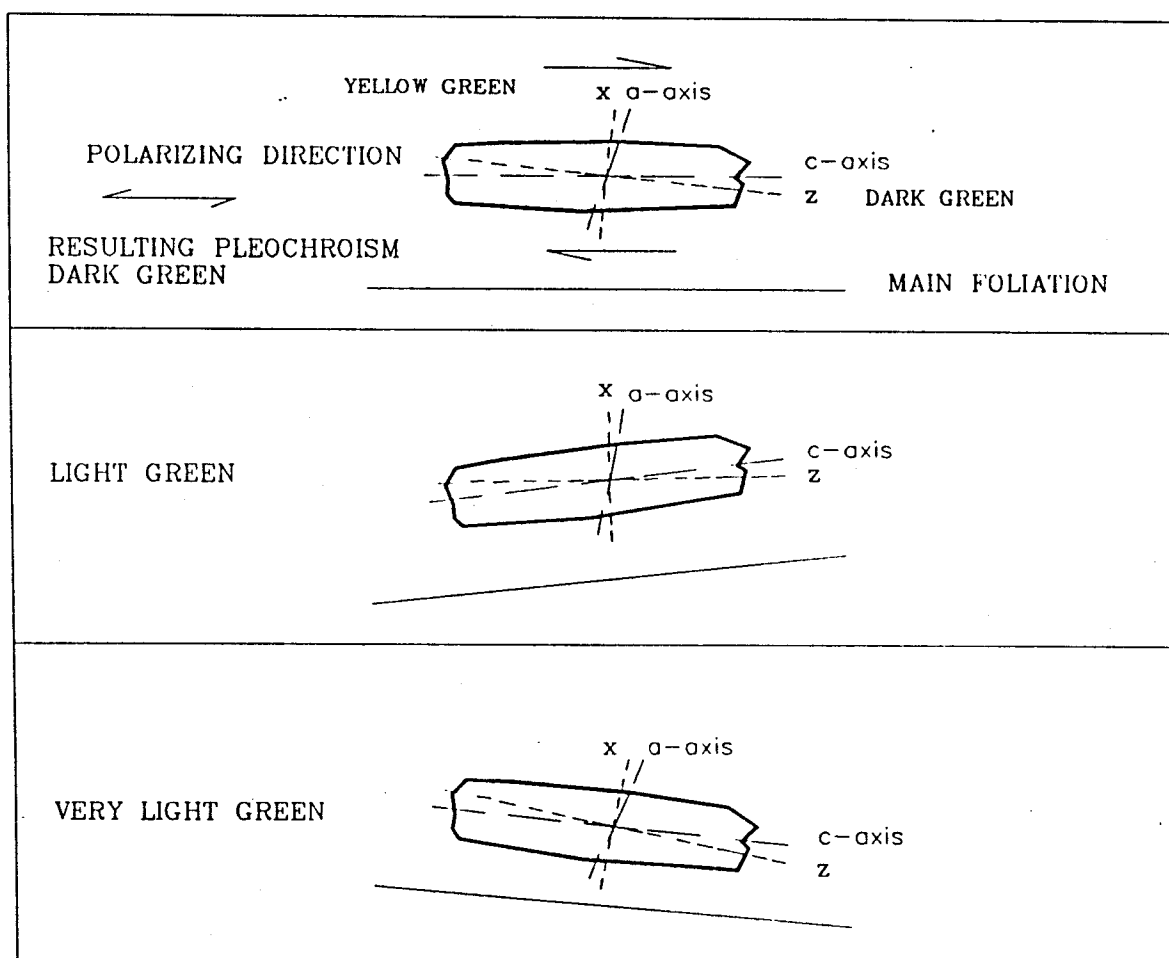 YELLOW GREEN
x a-axis
POLARIZING DIRECTION
c-axis
z DARK GREEN
RESULTING PLEOCHROISM
DARK GREEN
MAIN FOLIATION
x a-axis
LIGHT GREEN
c-axis
z
x a-axis
VERY LIGHT GREEN
c-axis
z